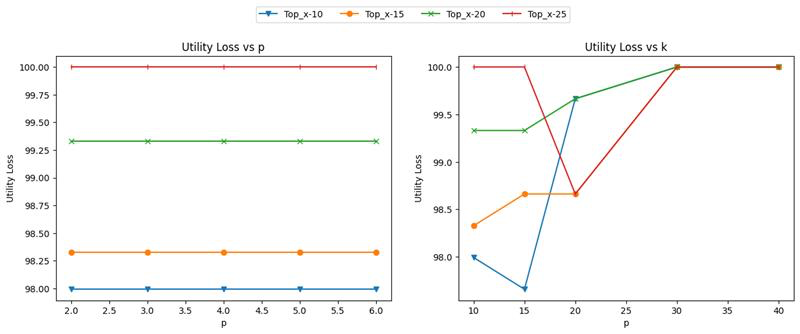 Top_x-10 Top_x-15 Top_x-20 Top_x-25
Utility Loss vs p
100.00
99.75
99.50
99.25
99.00
98.75
98.50
98.25
98.00
Utility Loss
2.0 2.5 3.0 3.5 4.0 4.5 5.0 5.5 6.0
p
Utility Loss vs k
100.0
99.5
99.0
98.5
98.0
Utility Loss
10 15 20 25 30 35 40
p